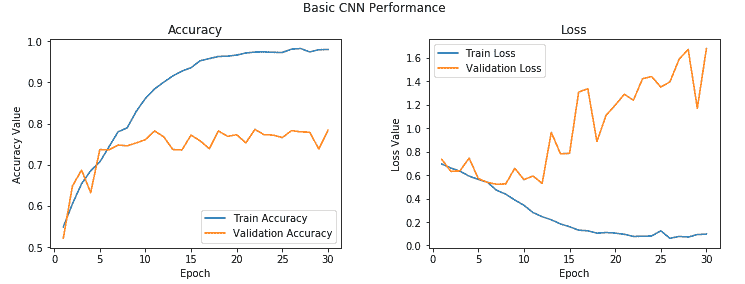 Basic CNN Performance
Accuracy
1.0
0.9
0.8
0.7
0.6
0.5
Accuracy Value
0 5 10 15 20 25 30
Epoch
Train Accuracy
Validation Accuracy
Loss
1.6
1.4
1.2
1.0
0.8
0.6
0.4
0.2
0.0
Loss Value
0 5 10 15 20 25 30
Epoch
Train Loss
Validation Loss